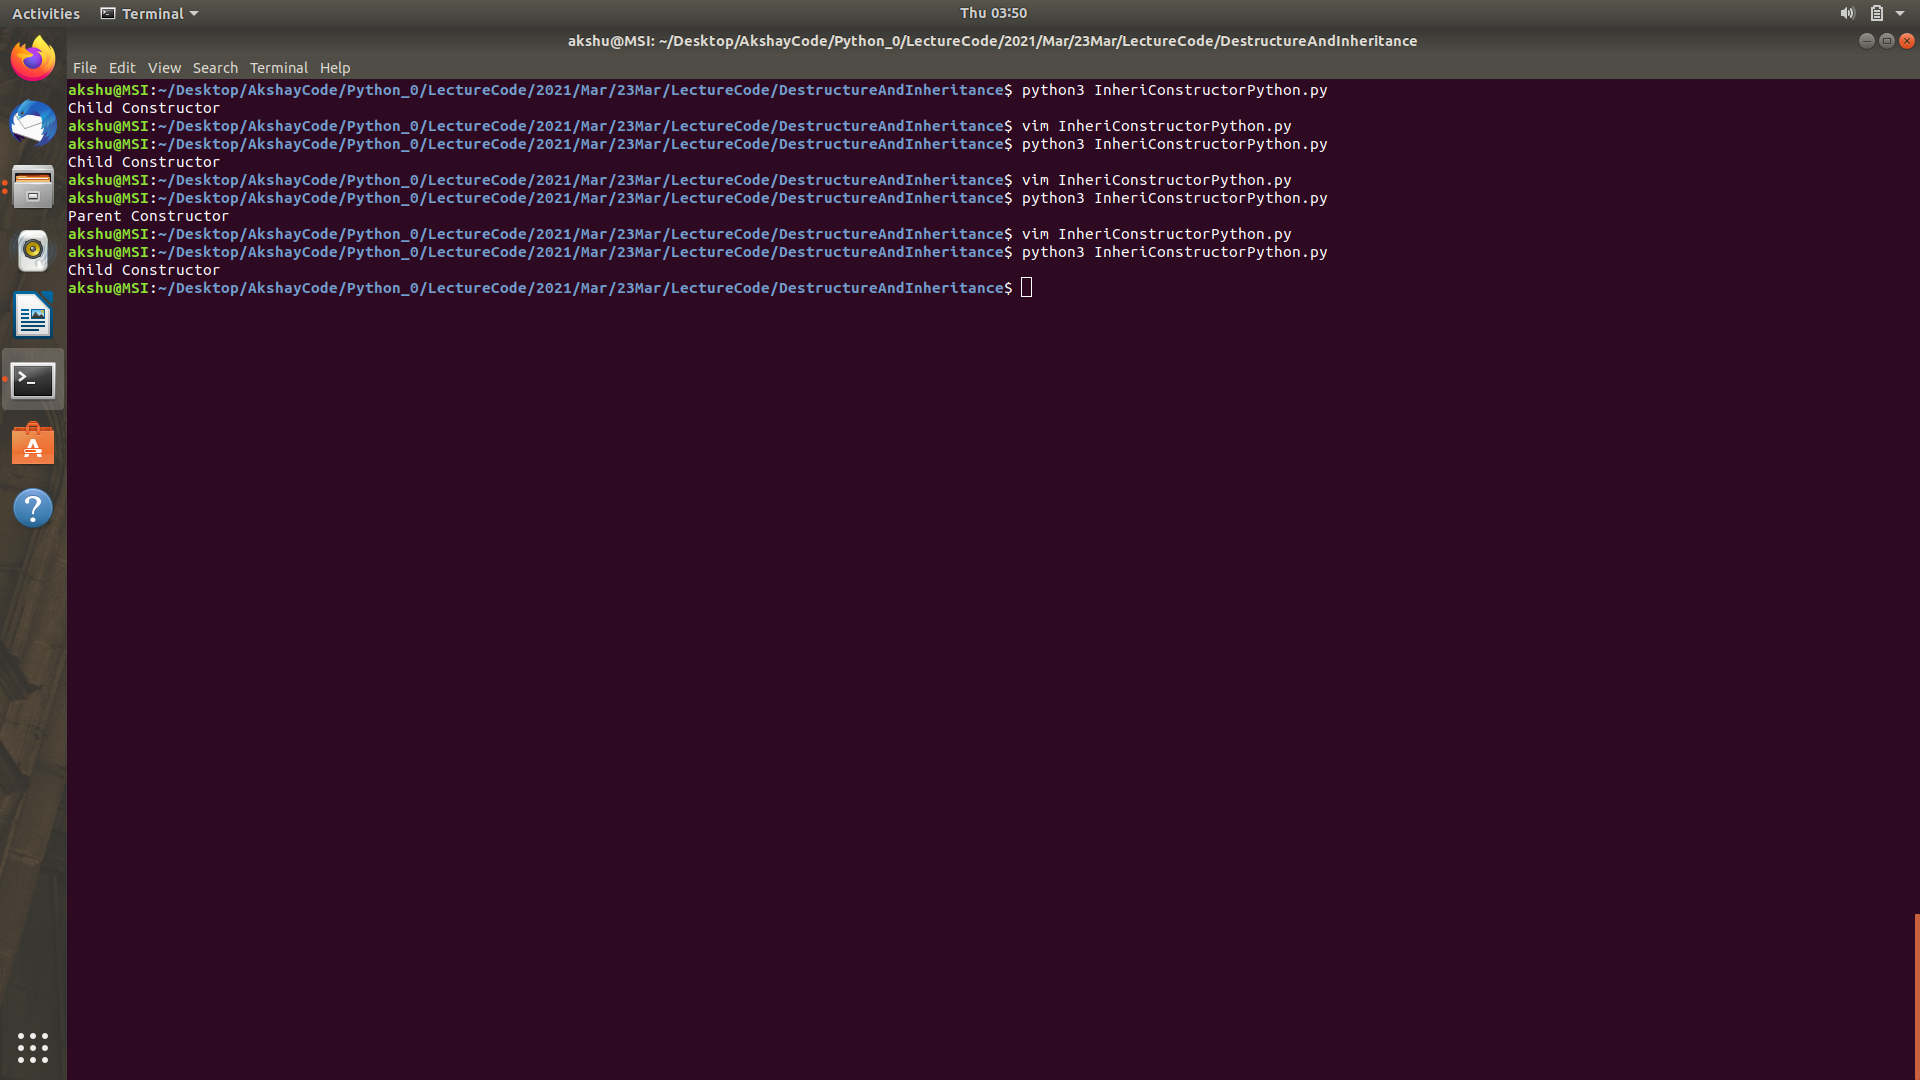 Activities Terminal Thu 03:50
akshu@MSI: ~/Desktop/AkshayCode/Python_0/LectureCode/2021/Mar/23Mar/LectureCode/DestructureAndInheritance
File Edit View Search Terminal Help
akshu@MSI:~/Desktop/AkshayCode/Python_0/LectureCode/2021/Mar/23Mar/LectureCode/DestructureAndInheritance$ python3 InheriConstructorPython.py
Child Constructor
akshu@MSI:~/Desktop/AkshayCode/Python_0/LectureCode/2021/Mar/23Mar/LectureCode/DestructureAndInheritance$ vim InheriConstructorPython.py
akshu@MSI:~/Desktop/AkshayCode/Python_0/LectureCode/2021/Mar/23Mar/LectureCode/DestructureAndInheritance$ python3 InheriConstructorPython.py
Child Constructor
akshu@MSI:~/Desktop/AkshayCode/Python_0/LectureCode/2021/Mar/23Mar/LectureCode/DestructureAndInheritance$ vim InheriConstructorPython.py
akshu@MSI:~/Desktop/AkshayCode/Python_0/LectureCode/2021/Mar/23Mar/LectureCode/DestructureAndInheritance$ python3 InheriConstructorPython.py
Parent Constructor
akshu@MSI:~/Desktop/AkshayCode/Python_0/LectureCode/2021/Mar/23Mar/LectureCode/DestructureAndInheritance$ vim InheriConstructorPython.py
akshu@MSI:~/Desktop/AkshayCode/Python_0/LectureCode/2021/Mar/23Mar/LectureCode/DestructureAndInheritance$ python3 InheriConstructorPython.py
Child Constructor
akshu@MSI:~/Desktop/AkshayCode/Python_0/LectureCode/2021/Mar/23Mar/LectureCode/DestructureAndInheritance$